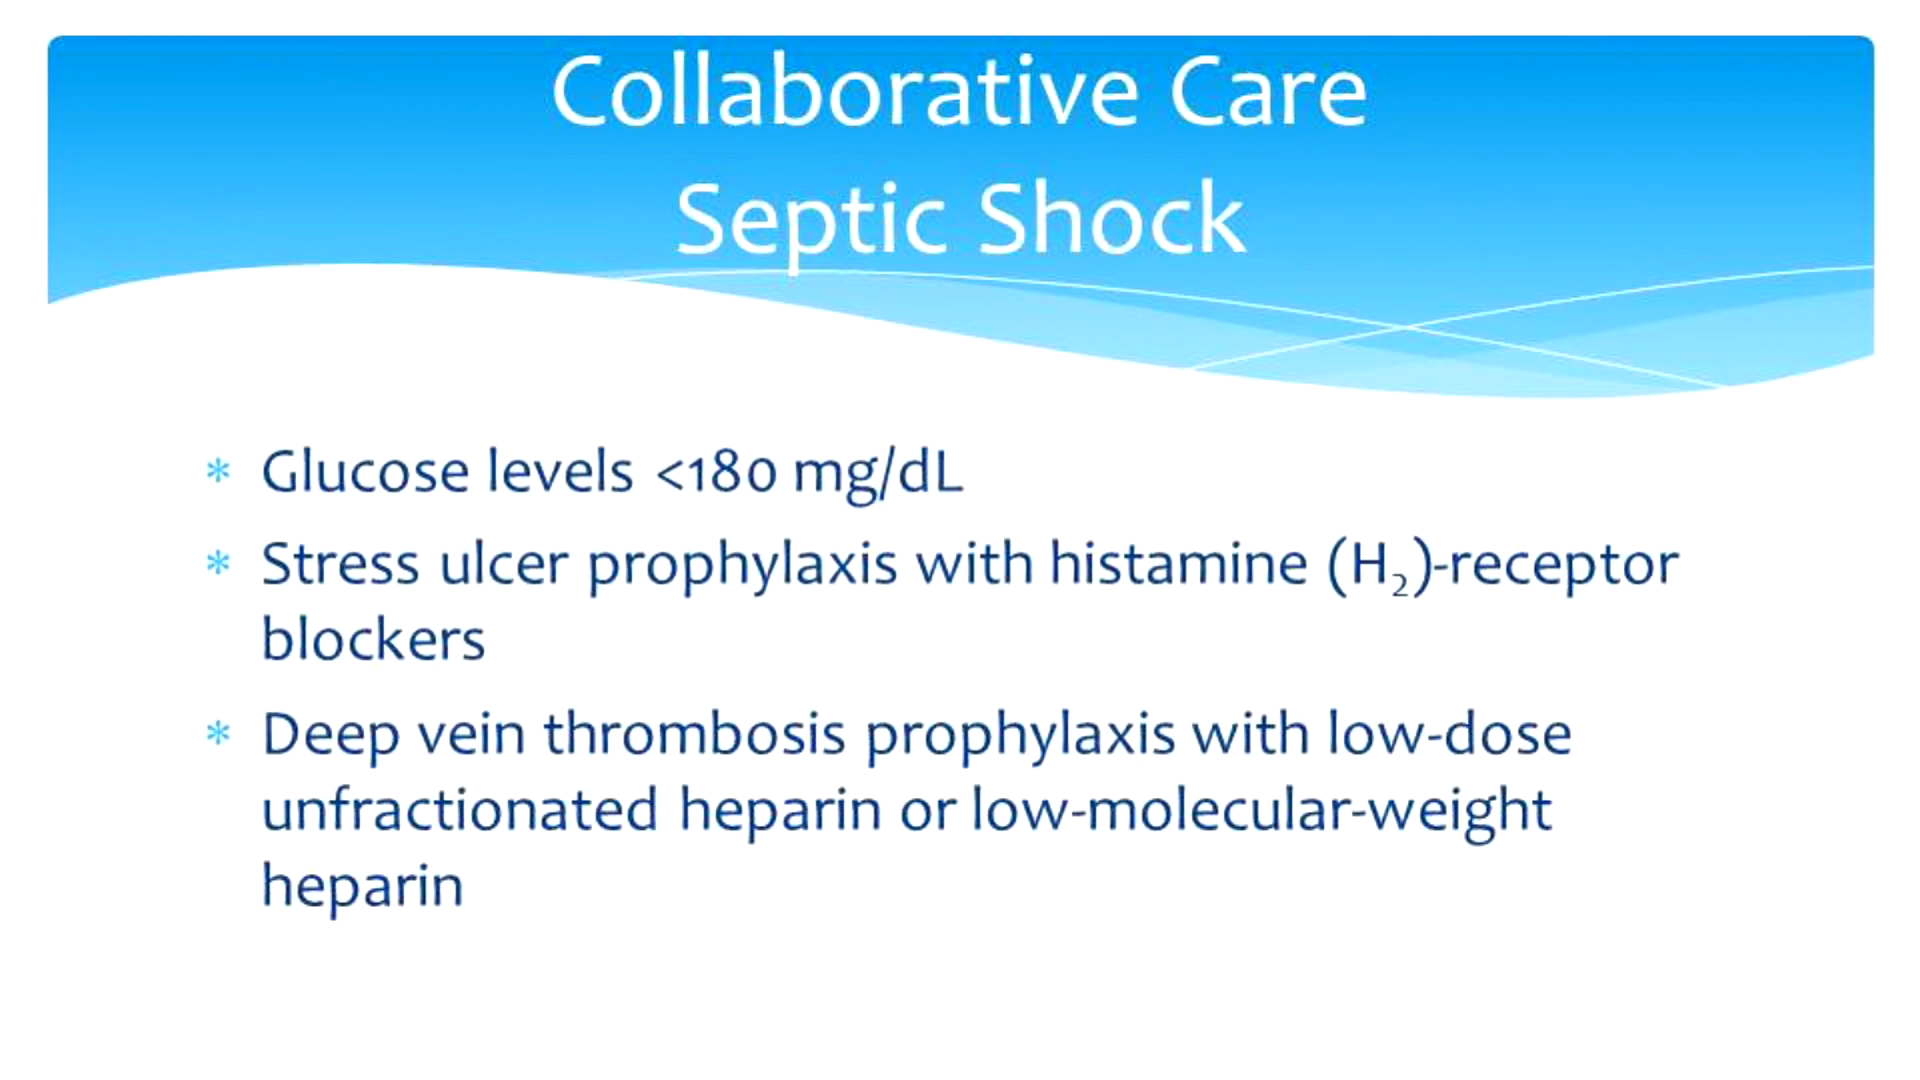 Collaborative Care
Septic Shock
* Glucose levels <180 mg/dL
* Stress ulcer prophylaxis with histamine (H₂)-receptor
blockers
* Deep vein thrombosis prophylaxis with low-dose
unfractionated heparin or low-molecular-weight
heparin